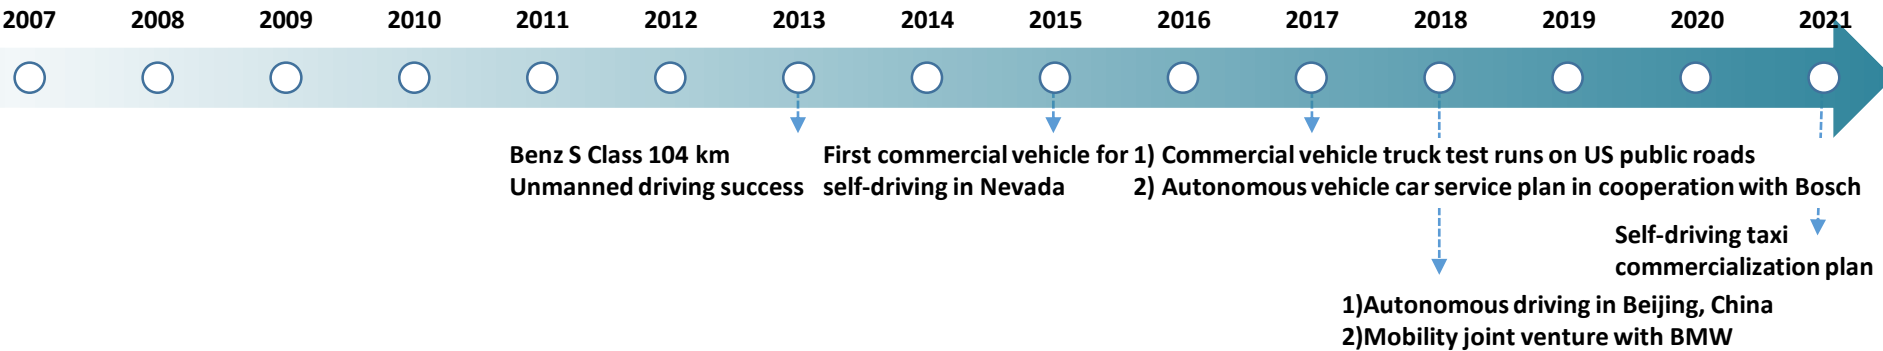 2007 2008 2009 2010 2011 2012 2013 2014 2015 2016 2017 2018 2019 2020 2021
Benz S Class 104 km
Unmanned driving success
First commercial vehicle for
self-driving in Nevada
1) Commercial vehicle truck test runs on US public roads
2) Autonomous vehicle car service plan in cooperation with Bosch
Self-driving taxi
commercialization plan
1)Autonomous driving in Beijing, China
2)Mobility joint venture with BMW